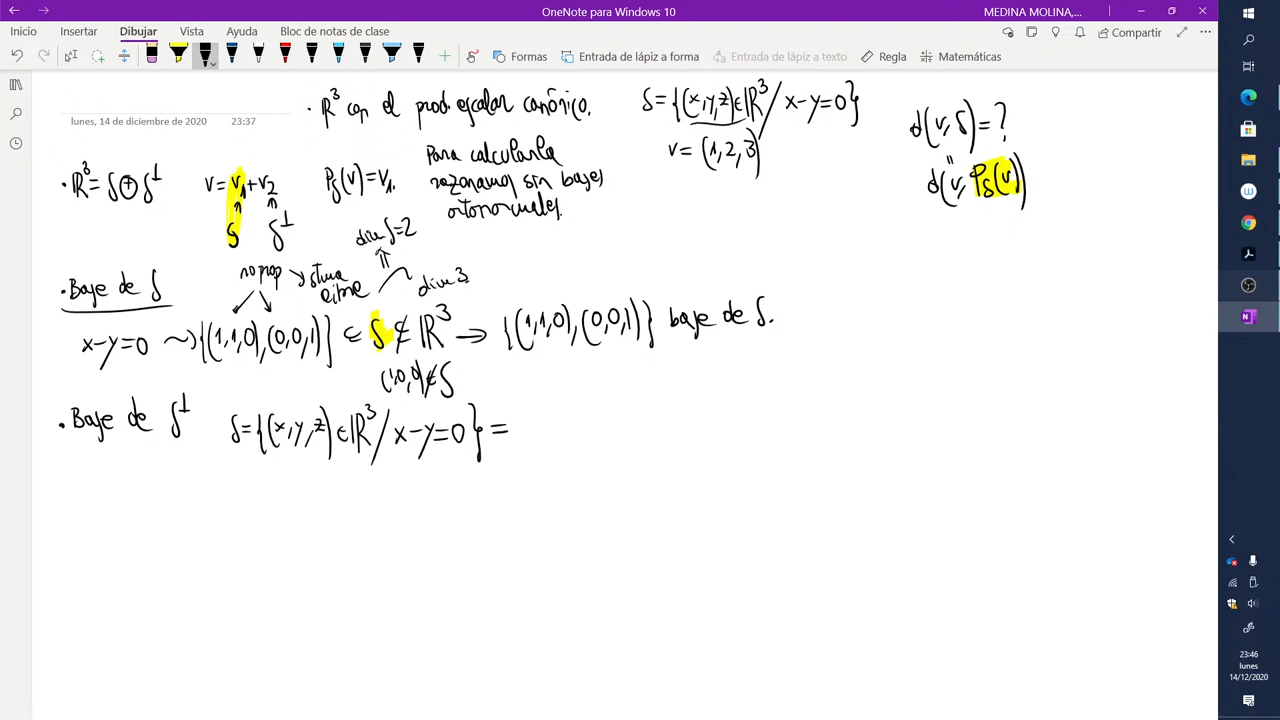 OneNote para Windows 10
MEDINA MOLINA,...
Inicio Insertar Dibujar Vista Ayuda Bloc de notas de clase
Compartir
Formas Entrada de lápiz a forma Entrada de lápiz a texto Regla Matemáticas
lunes, 14 de diciembre de 2020 23:37
· ℝ³ con el prod. escalar canónico. S={(x,y,z)∈ℝ³/ x-y=0}
v=(1,2,3)
d(v,S)=?
"
d(v, P_S(v))
· ℝ³=S⊕S^⊥ v=v₁+v₂ P_S(v)=v₁.
S S^⊥
Para calcularla
razonamos sin bases
ortonormales.
dim S=2
no prop → stma libre dim 3
· Base de S
x-y=0 ⤳ {(1,1,0),(0,0,1)} ⊂ S ⊄ ℝ³ → {(1,1,0),(0,0,1)} base de S.
(1,0,0)∉S
· Base de S^⊥ S={(x,y,z)∈ℝ³/ x-y=0}=
23:46
lunes
14/12/2020